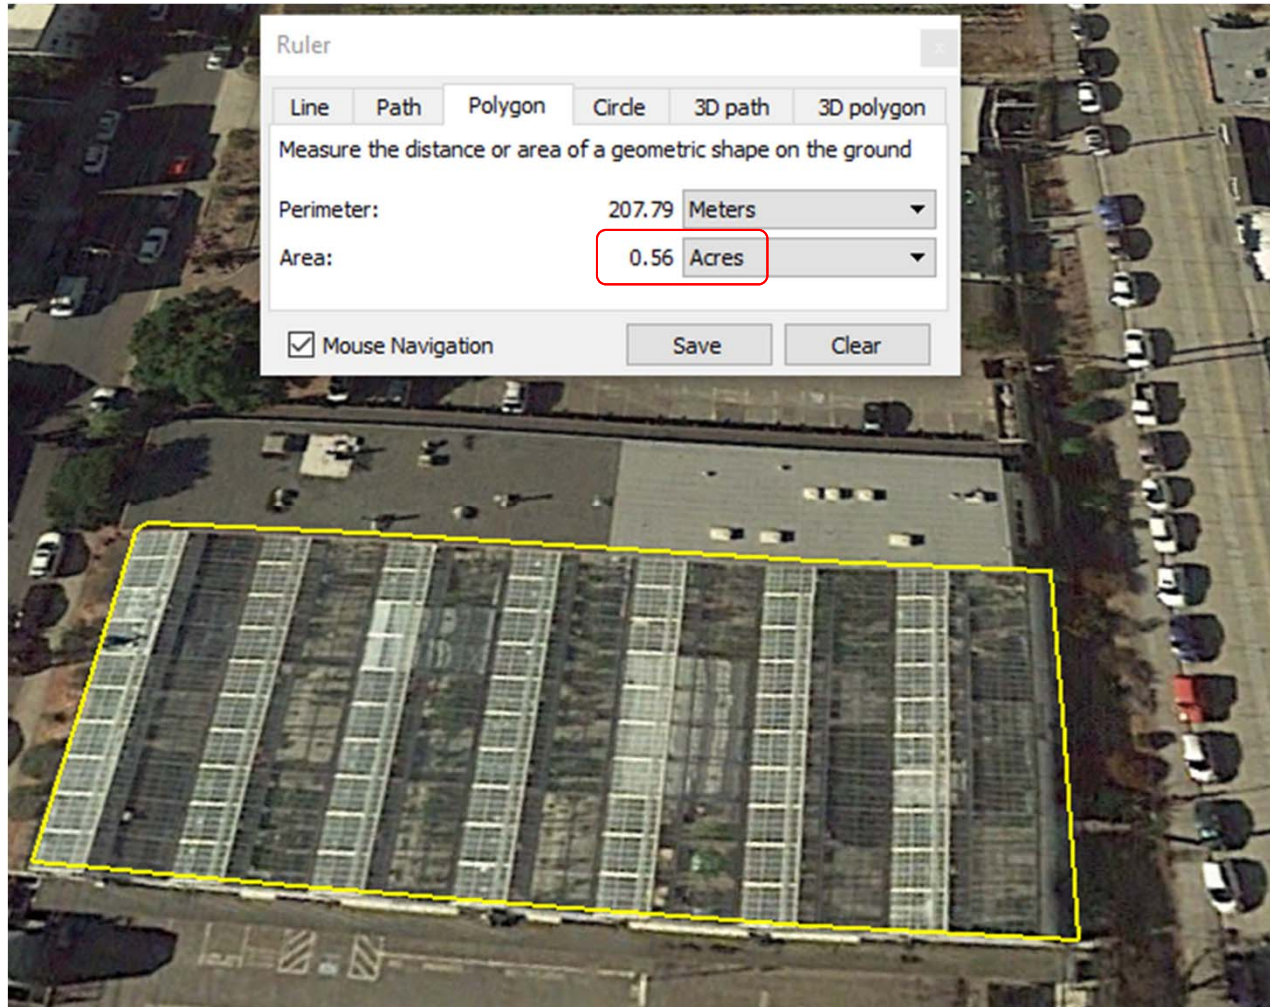 Ruler
x
Line Path Polygon Circle 3D path 3D polygon
Measure the distance or area of a geometric shape on the ground
Perimeter: 207.79 Meters
Area: 0.56 Acres
Mouse Navigation Save Clear